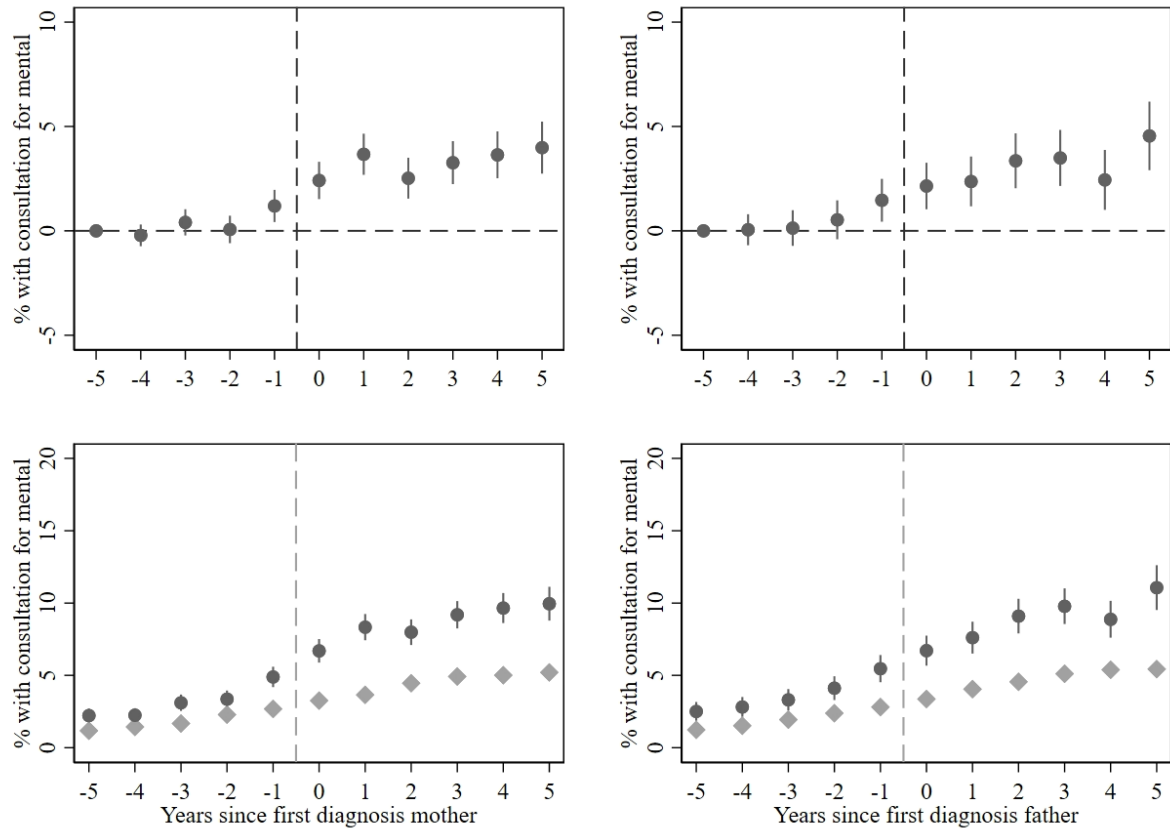 % with consultation for mental
10
5
0
-5
-5 -4 -3 -2 -1 0 1 2 3 4 5
% with consultation for mental
10
5
0
-5
-5 -4 -3 -2 -1 0 1 2 3 4 5
% with consultation for mental
20
15
10
5
0
-5 -4 -3 -2 -1 0 1 2 3 4 5
Years since first diagnosis mother
% with consultation for mental
20
15
10
5
0
-5 -4 -3 -2 -1 0 1 2 3 4 5
Years since first diagnosis father